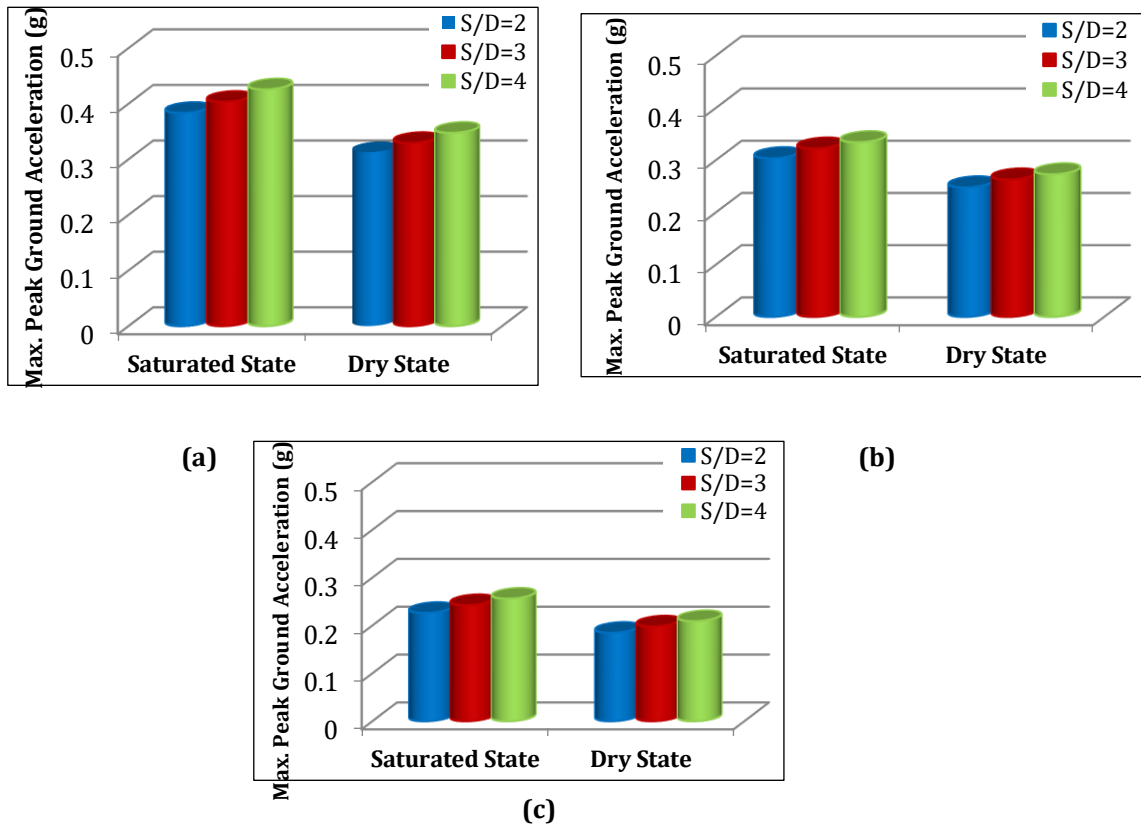 Max. Peak Ground Acceleration (g)
0.5
0.4
0.3
0.2
0.1
0
S/D=2
S/D=3
S/D=4
Saturated State
Dry State
(a)
Max. Peak Ground Acceleration (g)
0.5
0.4
0.3
0.2
0.1
0
S/D=2
S/D=3
S/D=4
Saturated State
Dry State
(b)
Max. Peak Ground Acceleration (g)
0.5
0.4
0.3
0.2
0.1
0
S/D=2
S/D=3
S/D=4
Saturated State
Dry State
(c)